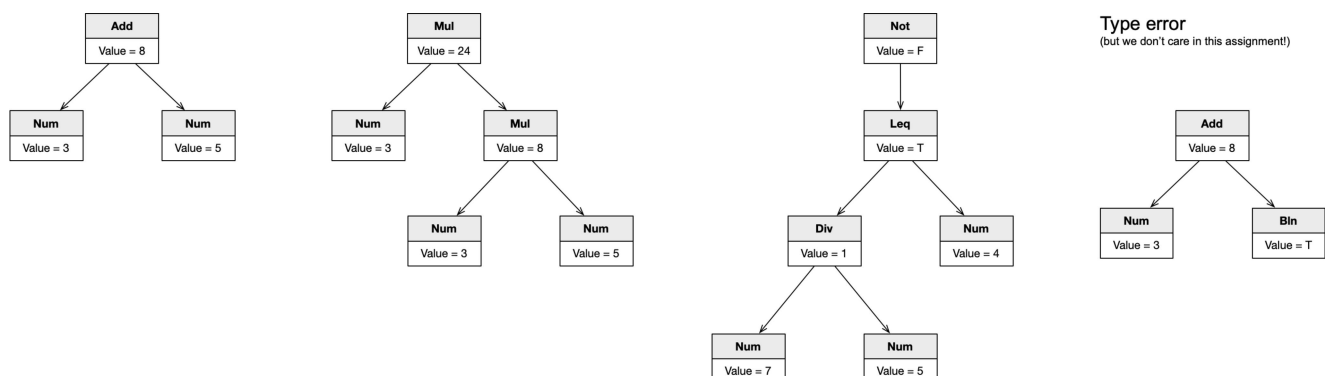 Add
Value = 8
Num
Value = 3
Num
Value = 5
Mul
Value = 24
Num
Value = 3
Mul
Value = 8
Num
Value = 3
Num
Value = 5
Not
Value = F
Leq
Value = T
Div
Value = 1
Num
Value = 4
Num
Value = 7
Num
Value = 5
Type error
(but we don't care in this assignment!)
Add
Value = 8
Num
Value = 3
Bln
Value = T